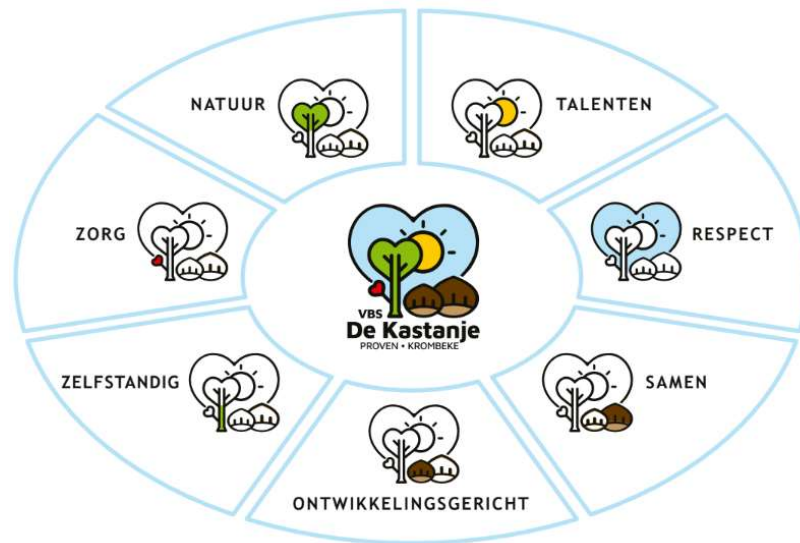 NATUUR
TALENTEN
ZORG
RESPECT
VBS
De Kastanje
PROVEN • KROMBEKE
ZELFSTANDIG
SAMEN
ONTWIKKELINGSGERICHT